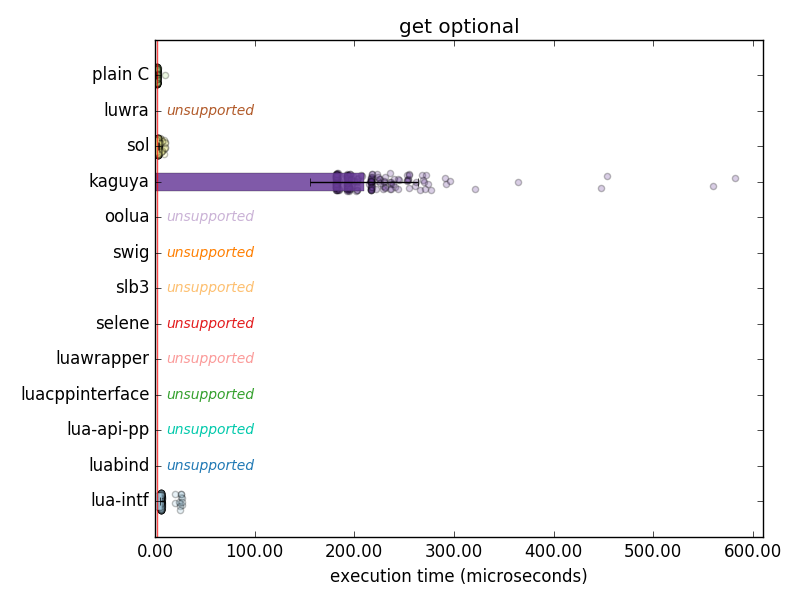 get optional
plain C
luwra unsupported
sol
kaguya
oolua unsupported
swig unsupported
slb3 unsupported
selene unsupported
luawrapper unsupported
luacppinterface unsupported
lua-api-pp unsupported
luabind unsupported
lua-intf
0.00 100.00 200.00 300.00 400.00 500.00 600.00
execution time (microseconds)